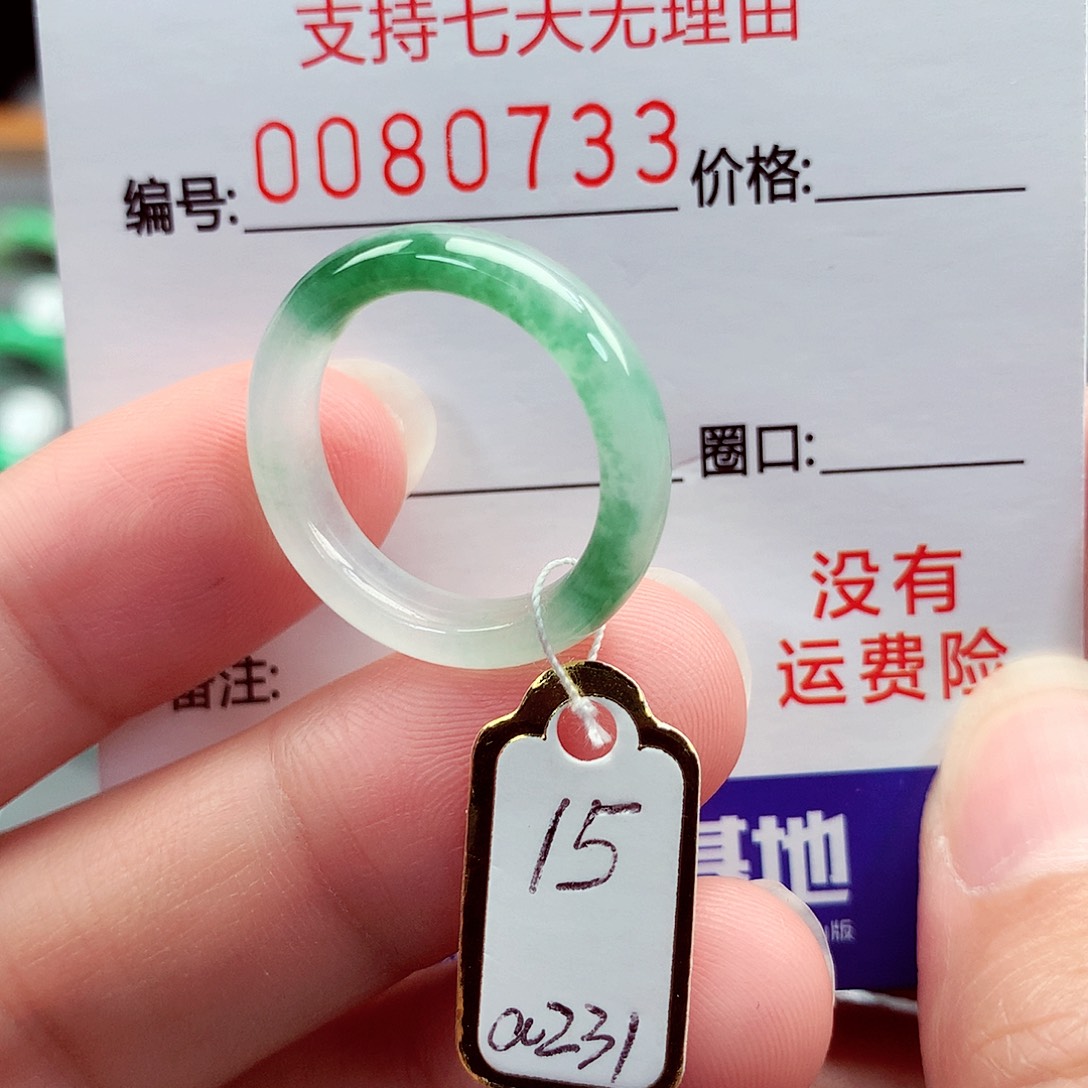 支持七天无理由
编号: 0080733 价格:
圈口:
没有
运费险
备注:
基地
版
15
00231